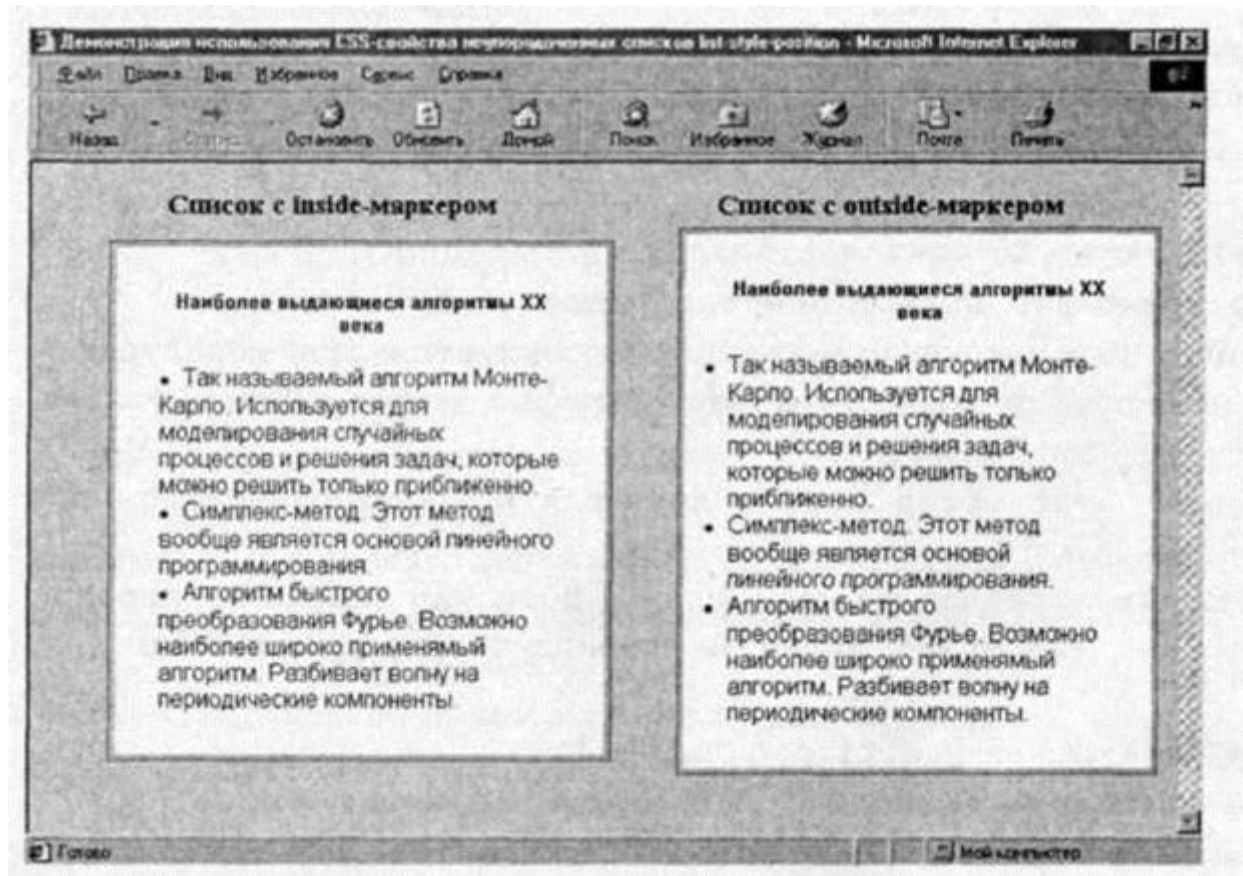 Демонстрация использования CSS-свойства неупорядоченных списков list-style-position - Microsoft Internet Explorer
Файл Правка Вид Избранное Сервис Справка
Назад Остановить Обновить Домой Поиск Избранное Журнал Почта Печать
Список с inside-маркером
Наиболее выдающиеся алгоритмы XX
века
• Так называемый алгоритм Монте-
Карло. Используется для
моделирования случайных
процессов и решения задач, которые
можно решить только приближенно.
• Симплекс-метод. Этот метод
вообще является основой линейного
программирования.
• Алгоритм быстрого
преобразования Фурье. Возможно
наиболее широко применямый
алгоритм. Разбивает волну на
периодические компоненты.
Список с outside-маркером
Наиболее выдающиеся алгоритмы XX
века
• Так называемый алгоритм Монте-
Карло. Используется для
моделирования случайных
процессов и решения задач,
которые можно решить только
приближенно.
• Симплекс-метод. Этот метод
вообще является основой
линейного программирования.
• Алгоритм быстрого
преобразования Фурье. Возможно
наиболее широко применямый
алгоритм. Разбивает волну на
периодические компоненты.
Готово
Мой компьютер